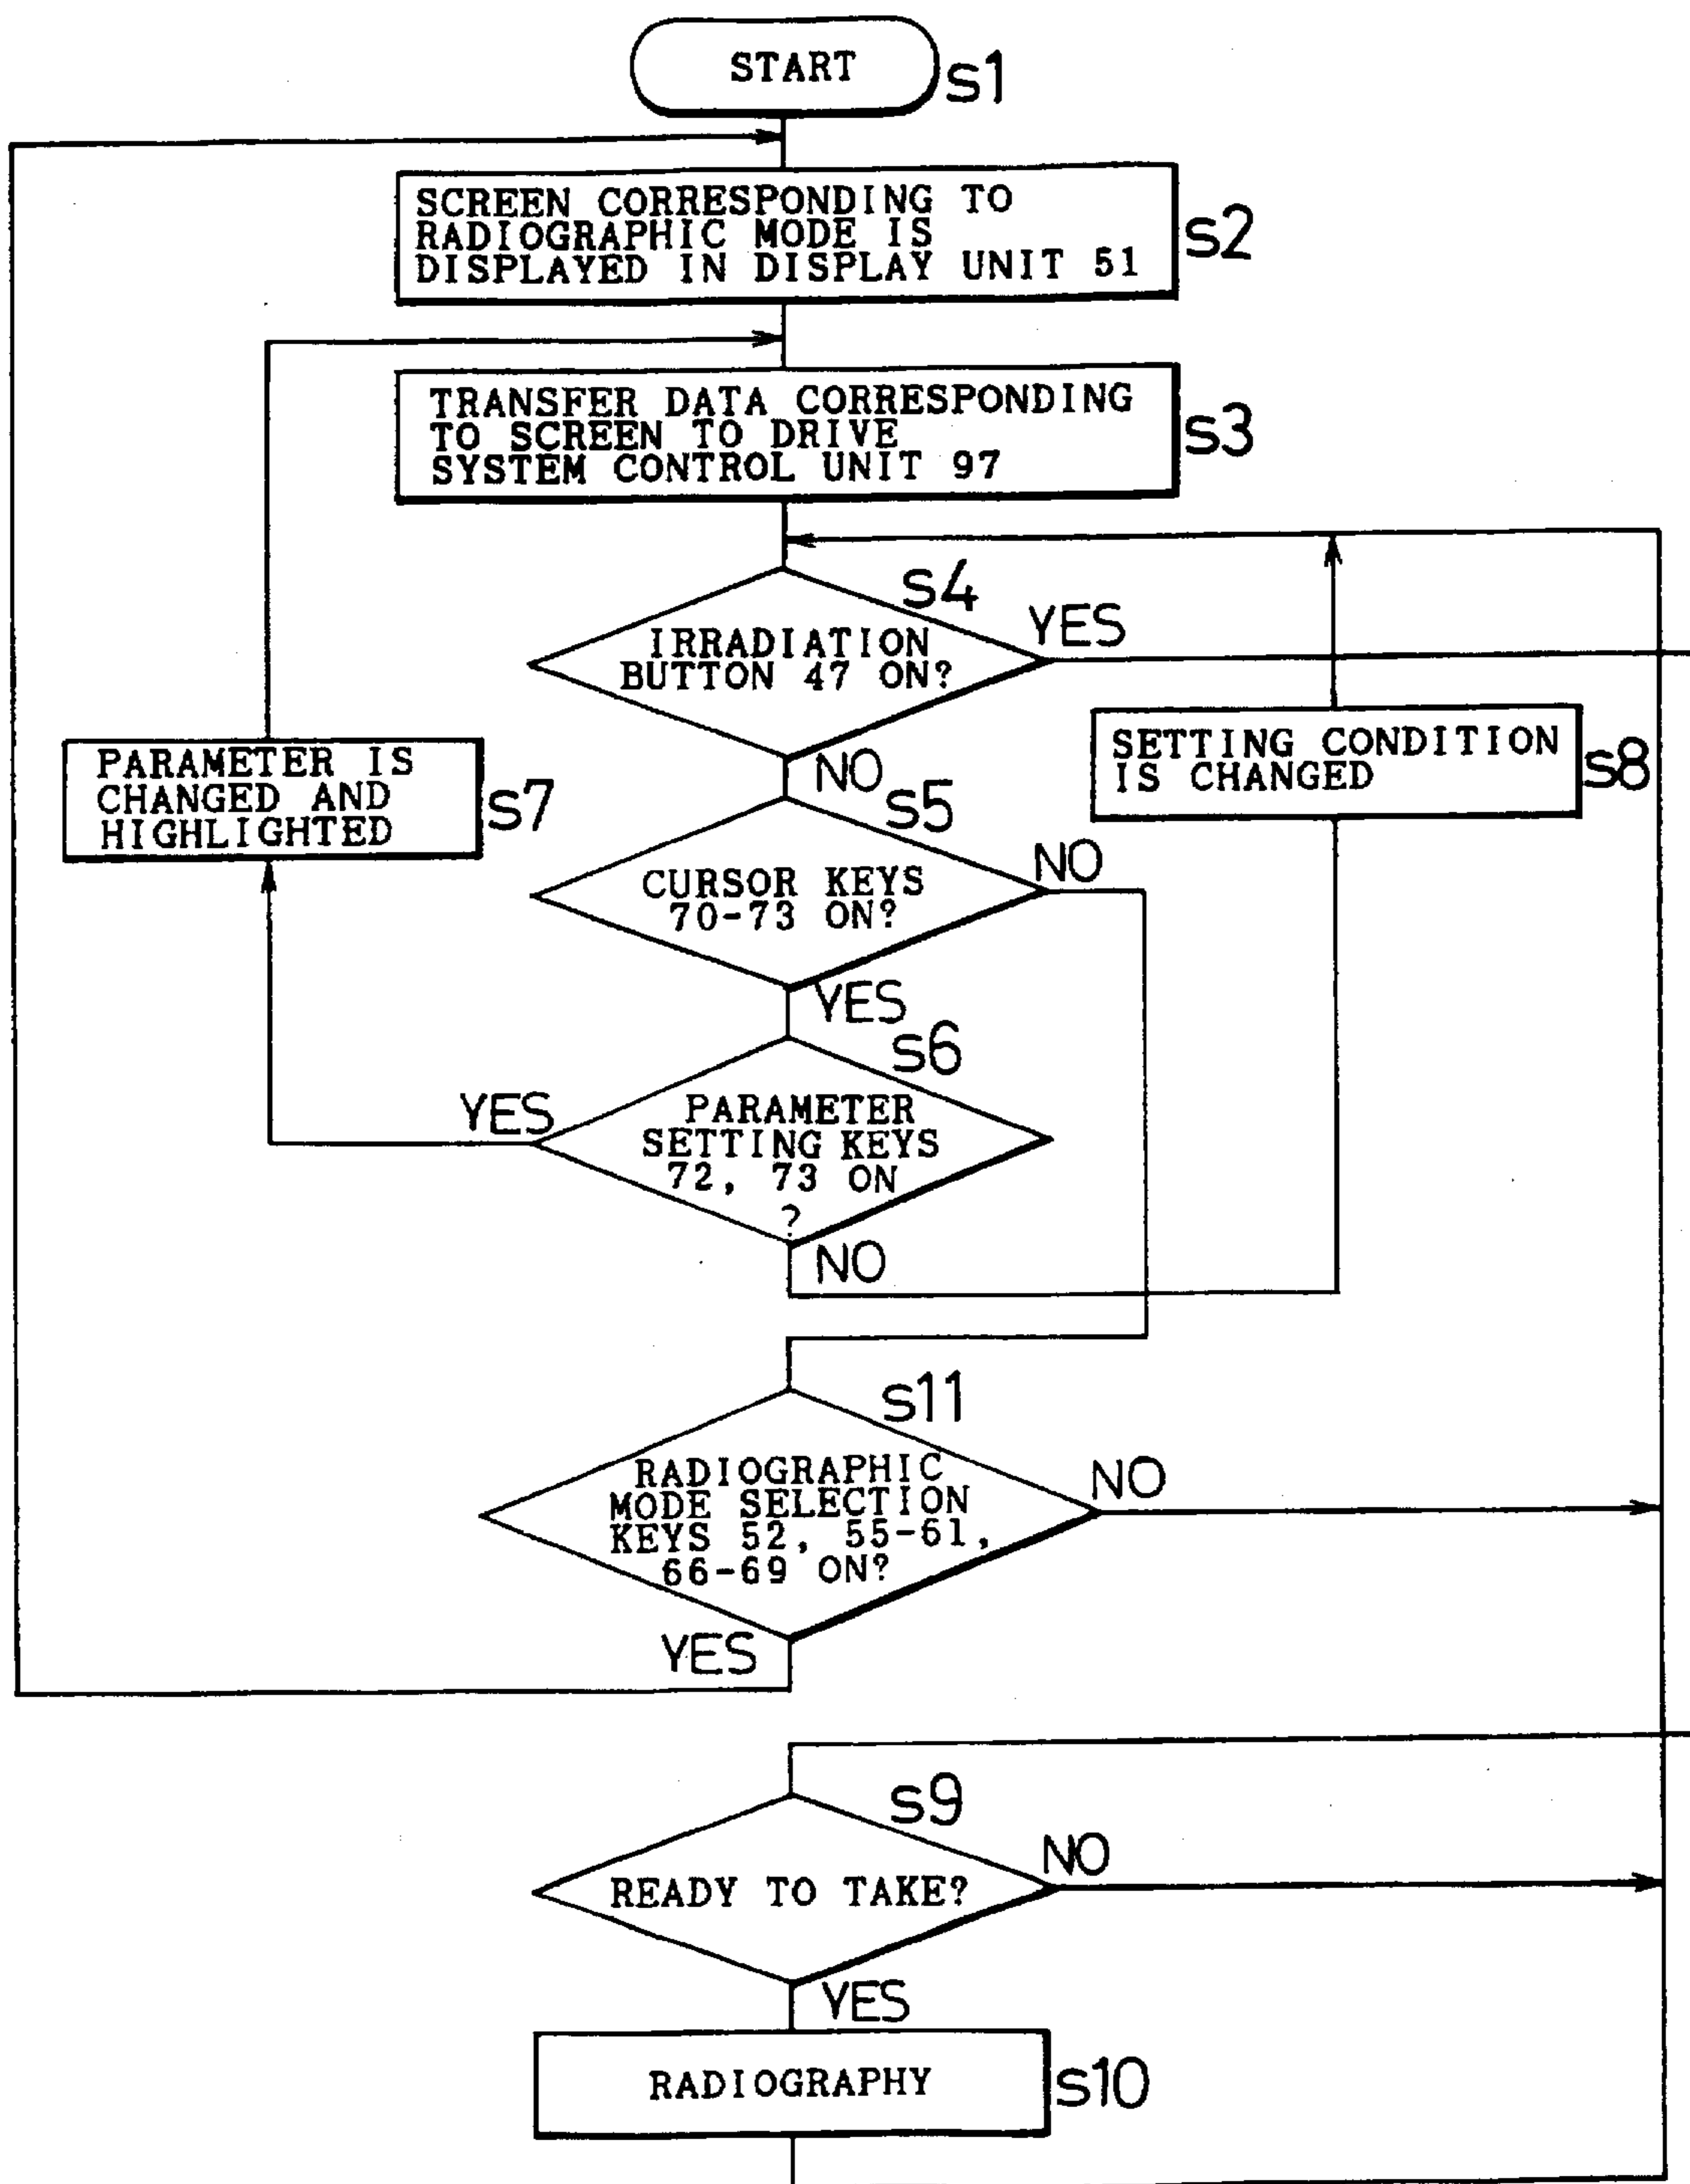 START
s1
SCREEN CORRESPONDING TO
RADIOGRAPHIC MODE IS
DISPLAYED IN DISPLAY UNIT 51
s2
TRANSFER DATA CORRESPONDING
TO SCREEN TO DRIVE
SYSTEM CONTROL UNIT 97
s3
s4
YES
IRRADIATION
BUTTON 47 ON?
NO
PARAMETER IS
CHANGED AND
HIGHLIGHTED
s7
SETTING CONDITION
IS CHANGED
s8
s5
NO
CURSOR KEYS
70-73 ON?
YES
s6
YES
PARAMETER
SETTING KEYS
72, 73 ON
?
NO
s11
NO
RADIOGRAPHIC
MODE SELECTION
KEYS 52, 55-61,
66-69 ON?
YES
s9
NO
READY TO TAKE?
YES
RADIOGRAPHY
s10